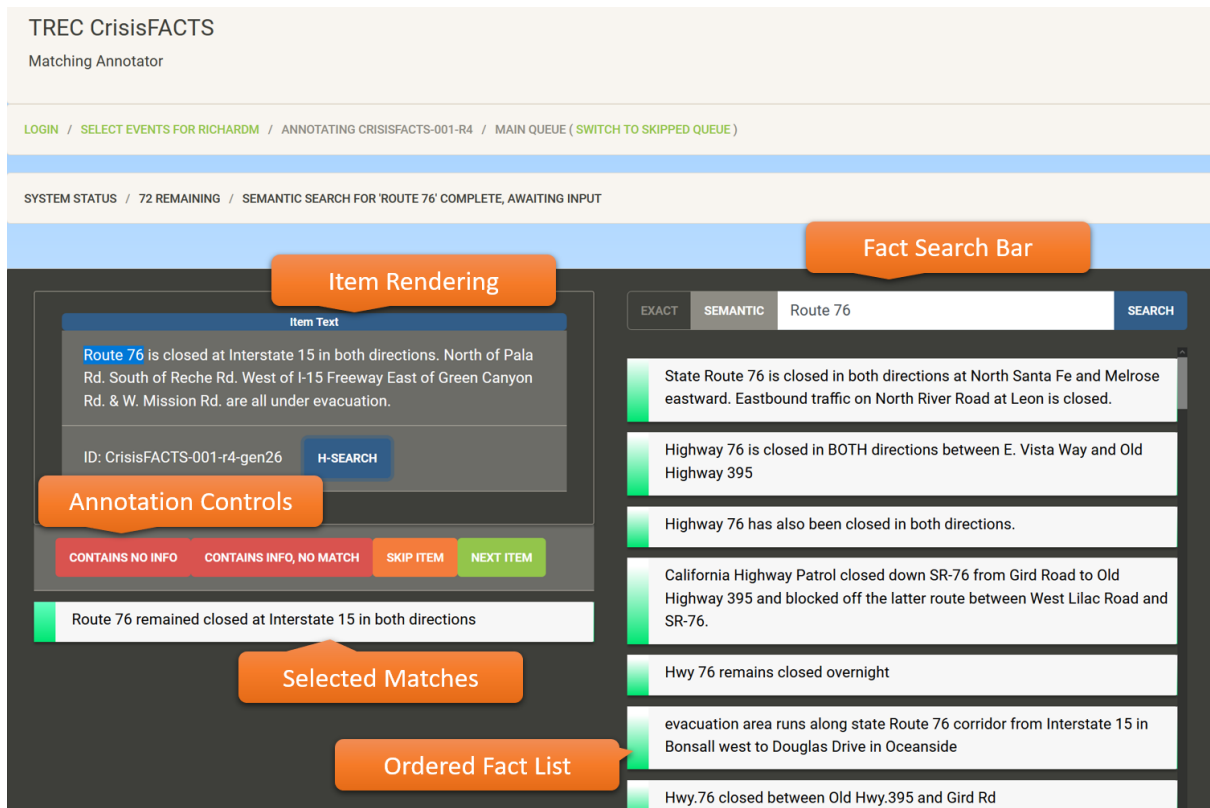 TREC CrisisFACTS
Matching Annotator
LOGIN / SELECT EVENTS FOR RICHARDM / ANNOTATING CRISISFACTS-001-R4 / MAIN QUEUE ( SWITCH TO SKIPPED QUEUE )
SYSTEM STATUS / 72 REMAINING / SEMANTIC SEARCH FOR 'ROUTE 76' COMPLETE, AWAITING INPUT
Item Rendering
Item Text
Route 76 is closed at Interstate 15 in both directions. North of Pala
Rd. South of Reche Rd. West of I-15 Freeway East of Green Canyon
Rd. & W. Mission Rd. are all under evacuation.
ID: CrisisFACTS-001-r4-gen26
H-SEARCH
Annotation Controls
CONTAINS NO INFO
CONTAINS INFO, NO MATCH
SKIP ITEM
NEXT ITEM
Route 76 remained closed at Interstate 15 in both directions
Selected Matches
Fact Search Bar
EXACT
SEMANTIC
Route 76
SEARCH
State Route 76 is closed in both directions at North Santa Fe and Melrose
eastward. Eastbound traffic on North River Road at Leon is closed.
Highway 76 is closed in BOTH directions between E. Vista Way and Old
Highway 395
Highway 76 has also been closed in both directions.
California Highway Patrol closed down SR-76 from Gird Road to Old
Highway 395 and blocked off the latter route between West Lilac Road and
SR-76.
Hwy 76 remains closed overnight
evacuation area runs along state Route 76 corridor from Interstate 15 in
Bonsall west to Douglas Drive in Oceanside
Ordered Fact List
Hwy.76 closed between Old Hwy.395 and Gird Rd